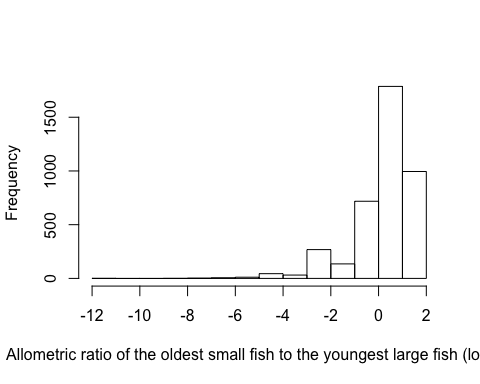 Frequency
1500
1000
500
0
-12 -10 -8 -6 -4 -2 0 2
Allometric ratio of the oldest small fish to the youngest large fish (lo